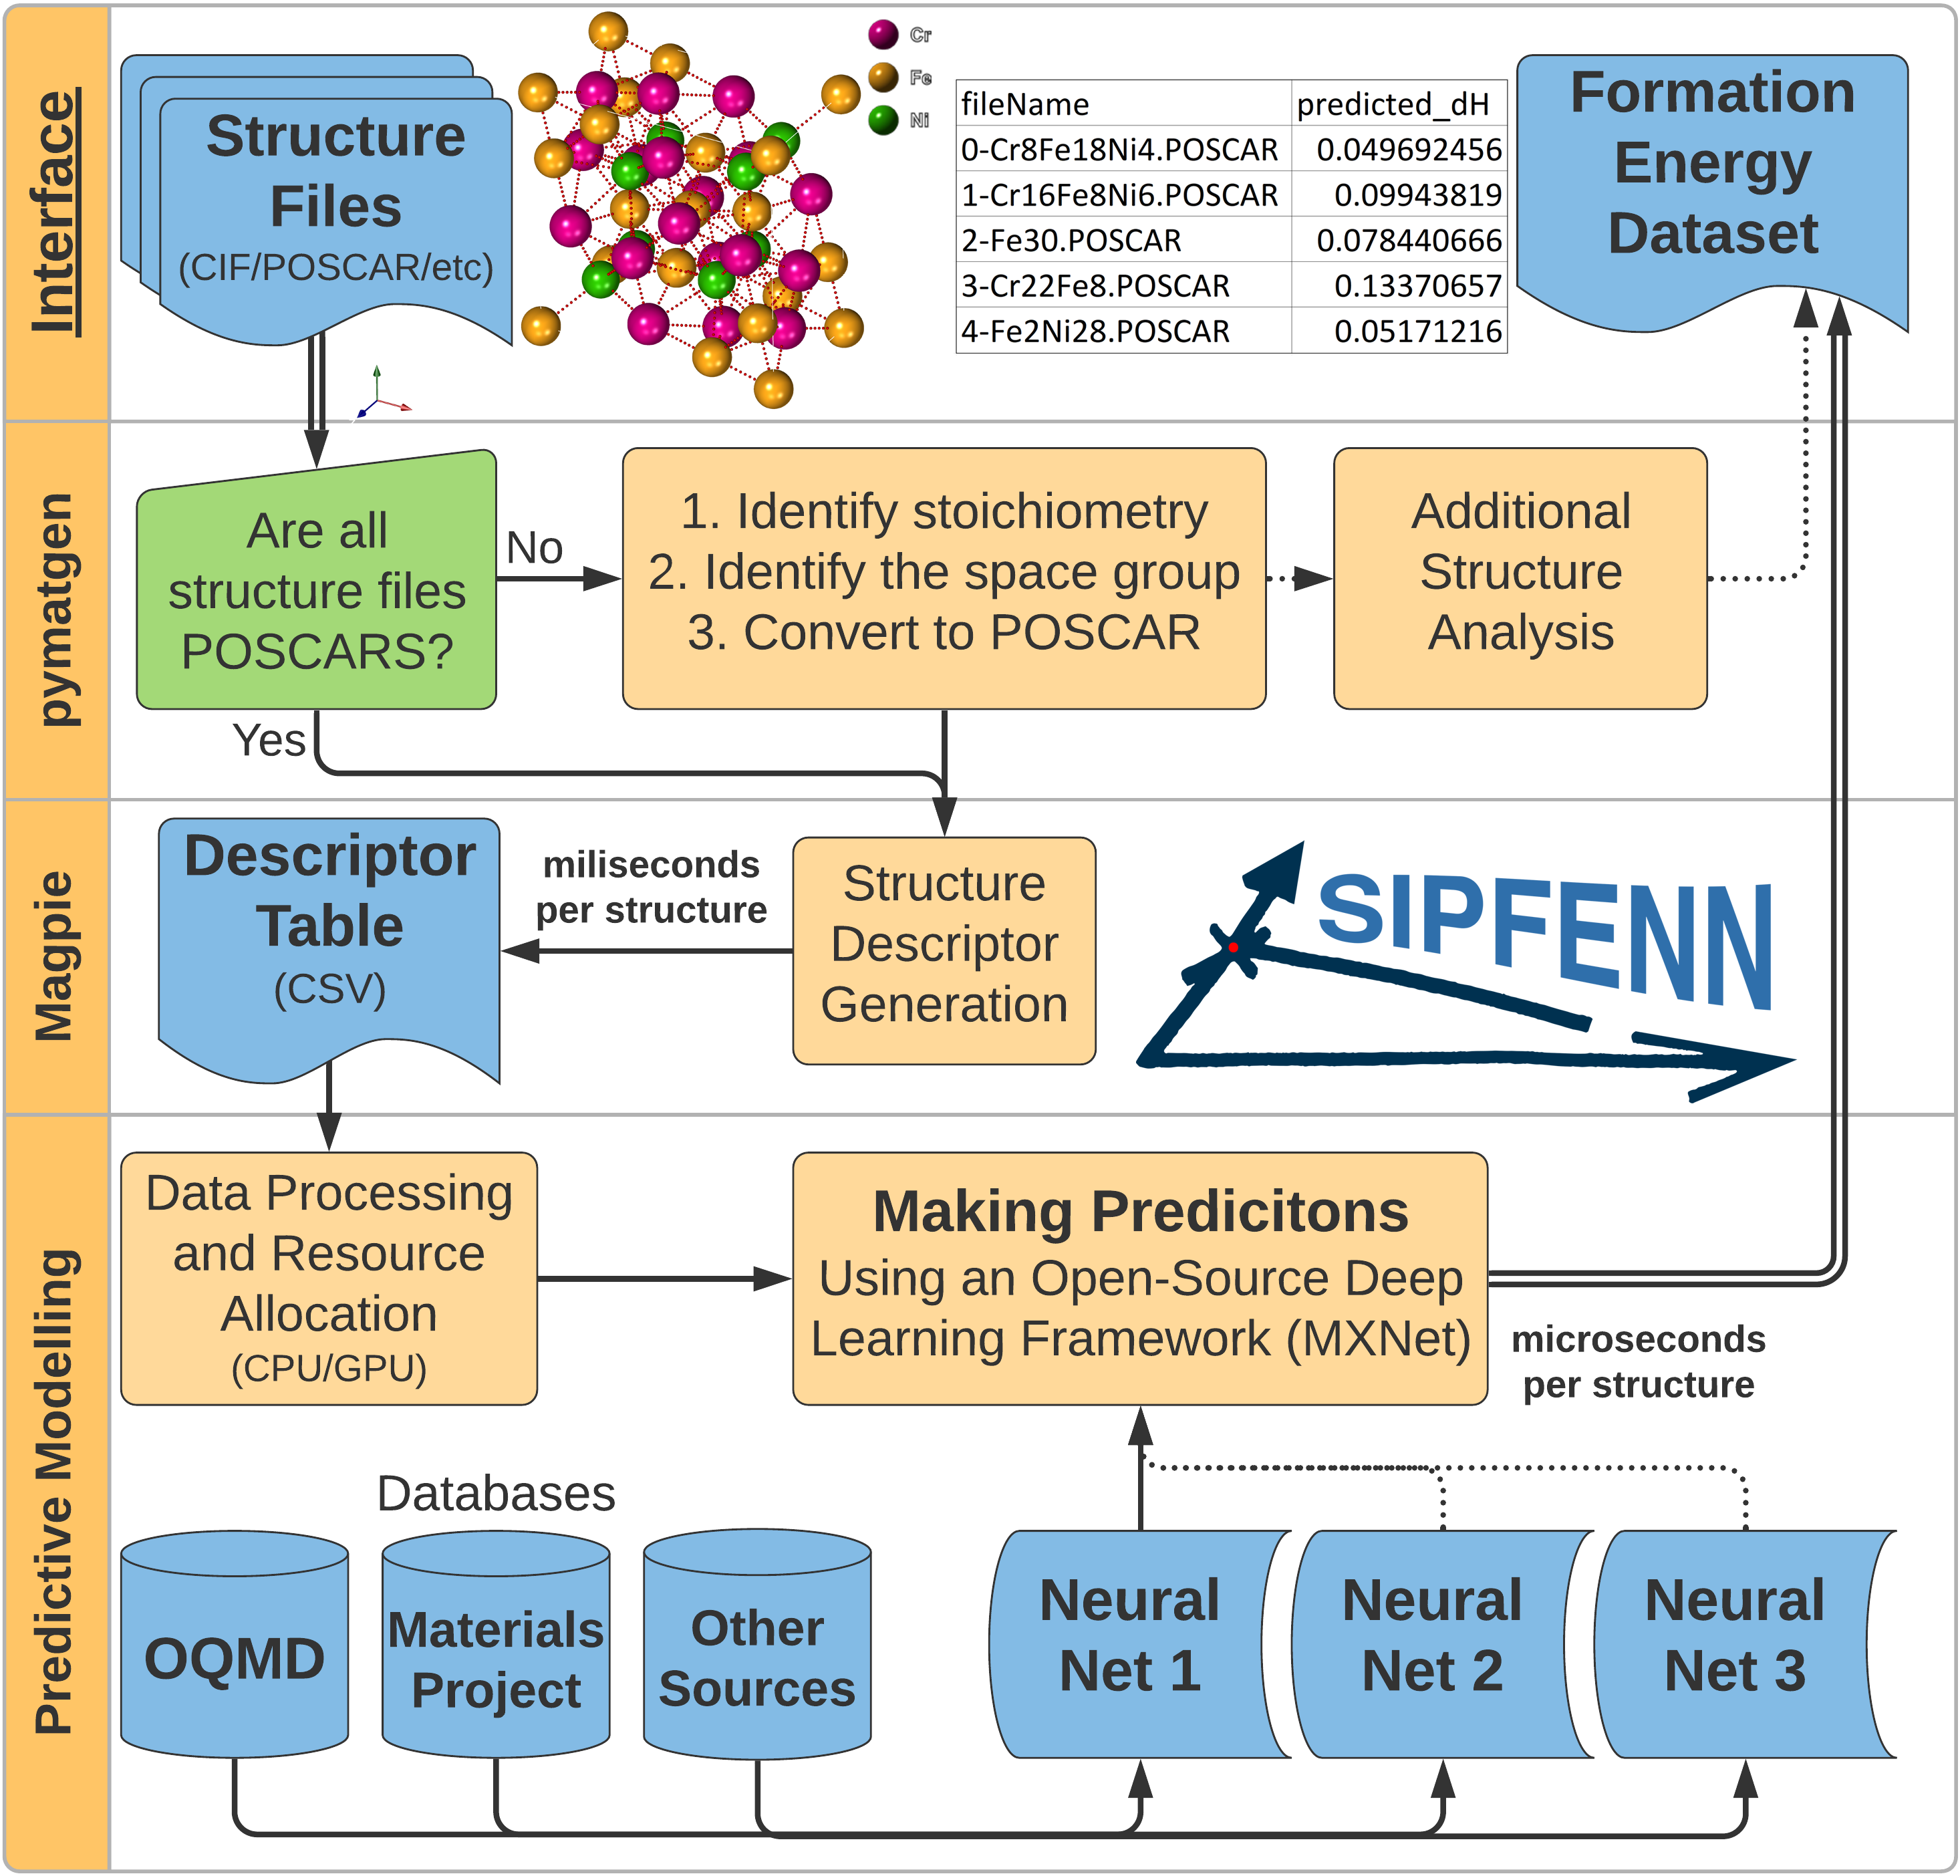 Interface
Structure
Files
(CIF/POSCAR/etc)
Cr
Fe
Ni
fileName predicted_dH
0-Cr8Fe18Ni4.POSCAR 0.049692456
1-Cr16Fe8Ni6.POSCAR 0.09943819
2-Fe30.POSCAR 0.078440666
3-Cr22Fe8.POSCAR 0.13370657
4-Fe2Ni28.POSCAR 0.05171216
Formation
Energy
Dataset
pymatgen
Are all
structure files
POSCARS?
No
Yes
1. Identify stoichiometry
2. Identify the space group
3. Convert to POSCAR
Additional
Structure
Analysis
Magpie
Descriptor
Table
(CSV)
miliseconds
per structure
Structure
Descriptor
Generation
SIPFENN
Predictive Modelling
Data Processing
and Resource
Allocation
(CPU/GPU)
Making Predicitons
Using an Open-Source Deep
Learning Framework (MXNet)
microseconds
per structure
Databases
OQMD
Materials
Project
Other
Sources
Neural
Net 1
Neural
Net 2
Neural
Net 3